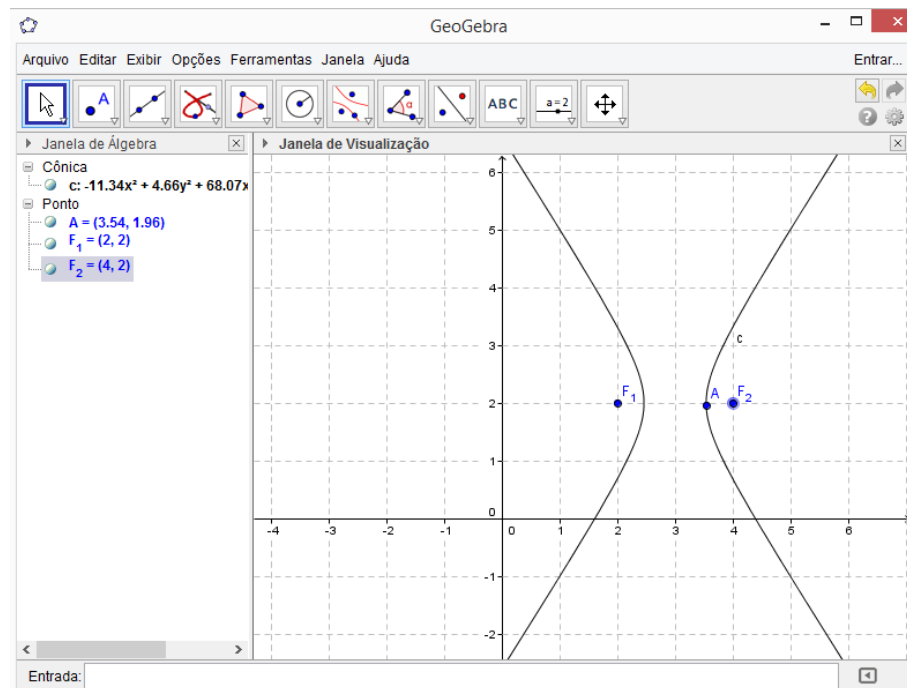 GeoGebra
Arquivo Editar Exibir Opções Ferramentas Janela Ajuda Entrar...
A α ABC a=2
Janela de Álgebra
Cônica
c: -11.34x² + 4.66y² + 68.07x
Ponto
A = (3.54, 1.96)
F₁ = (2, 2)
F₂ = (4, 2)
Janela de Visualização
6
5
4
3
c
F₁ A F₂
2
1
0
-4 -3 -2 -1 0 1 2 3 4 5 6
-1
-2
Entrada: